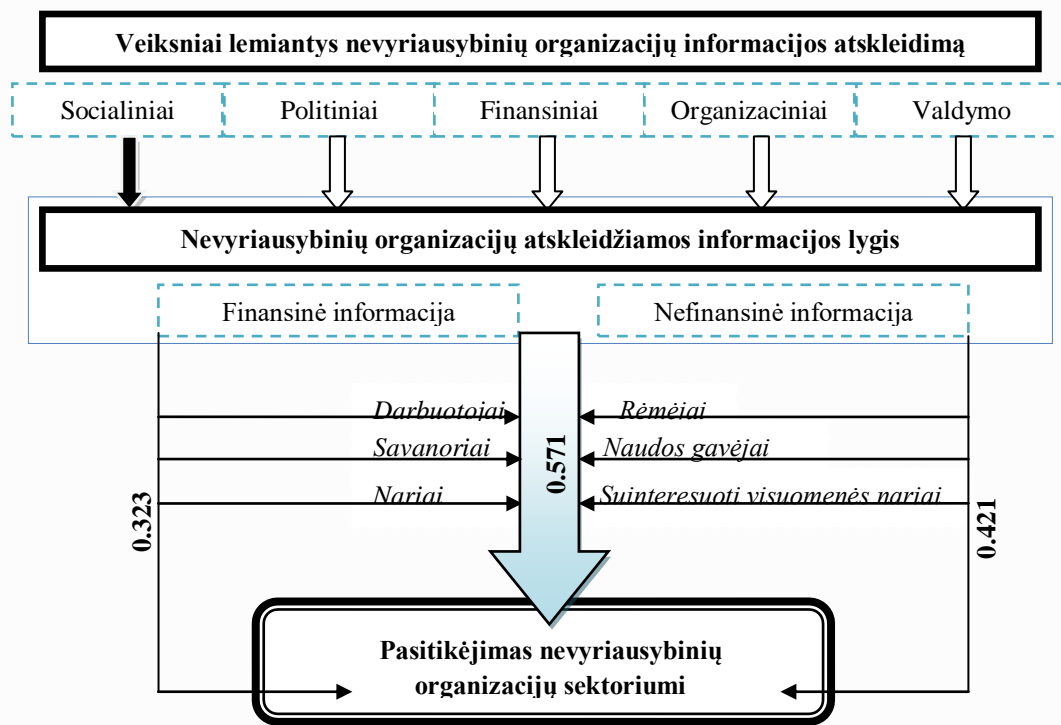 Veiksniai lemiantys nevyriausybinių organizacijų informacijos atskleidimą
Socialiniai
Politiniai
Finansiniai
Organizaciniai
Valdymo
Nevyriausybinių organizacijų atskleidžiamos informacijos lygis
Finansinė informacija
Nefinansinė informacija
Darbuotojai
Rėmėjai
Savanoriai
Naudos gavėjai
Nariai
Suinteresuoti visuomenės nariai
0.323
0.571
0.421
Pasitikėjimas nevyriausybinių
organizacijų sektoriumi